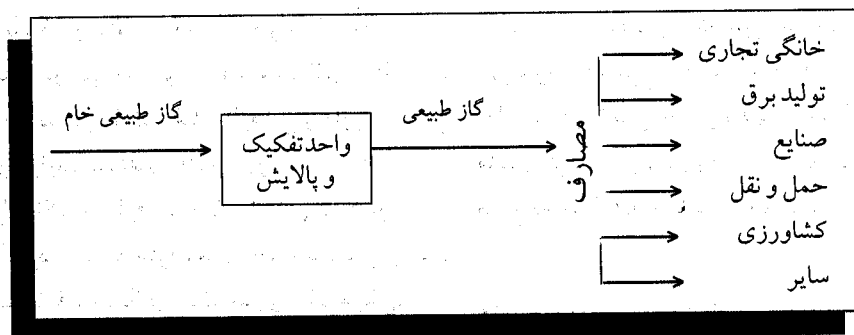 گاز طبیعی خام
واحد تفکیک
و پالایش
گاز طبیعی
مصارف
خانگی تجاری
تولید برق
صنایع
حمل و نقل
کشاورزی
سایر